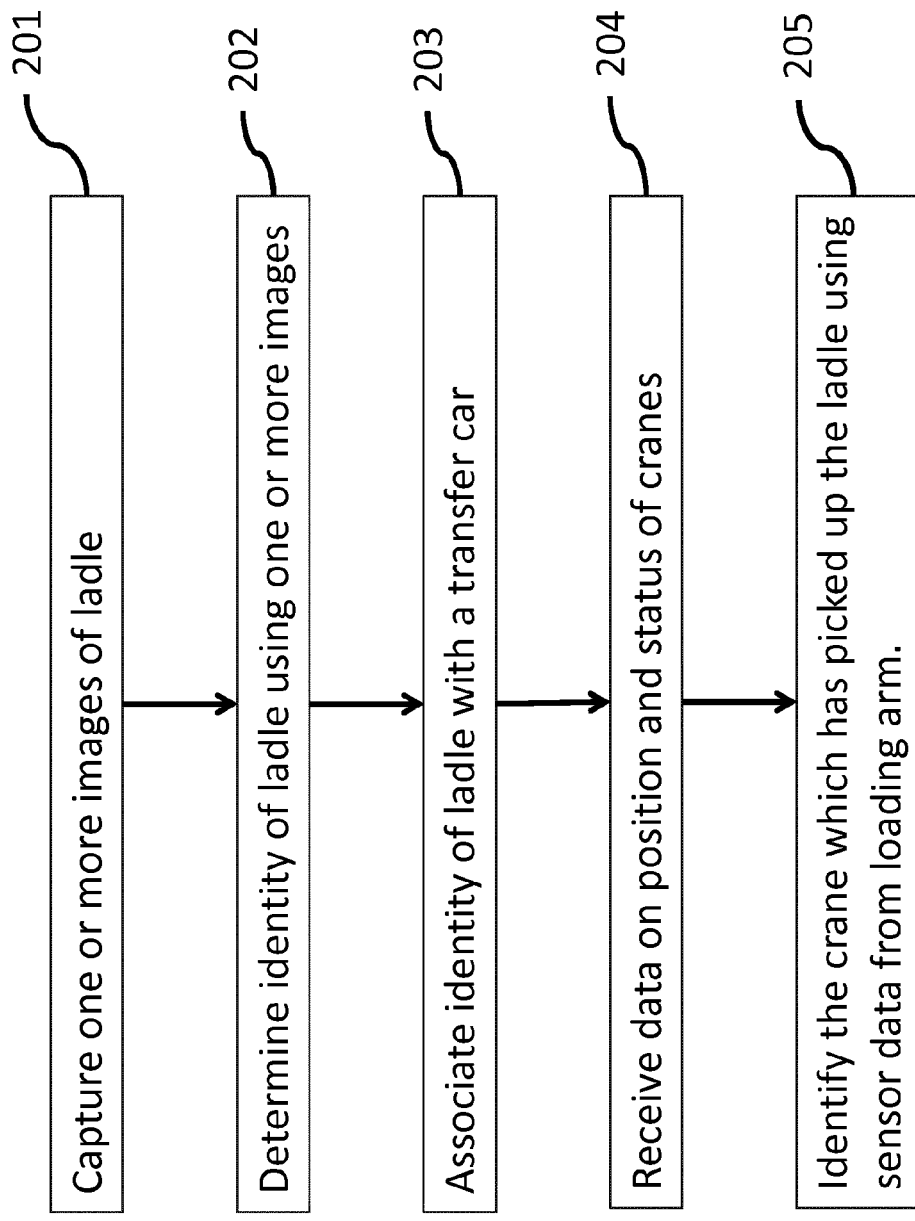 Capture one or more images of ladle
201
Determine identity of ladle using one or more images
202
Associate identity of ladle with a transfer car
203
Receive data on position and status of cranes
204
Identify the crane which has picked up the ladle using
sensor data from loading arm.
205